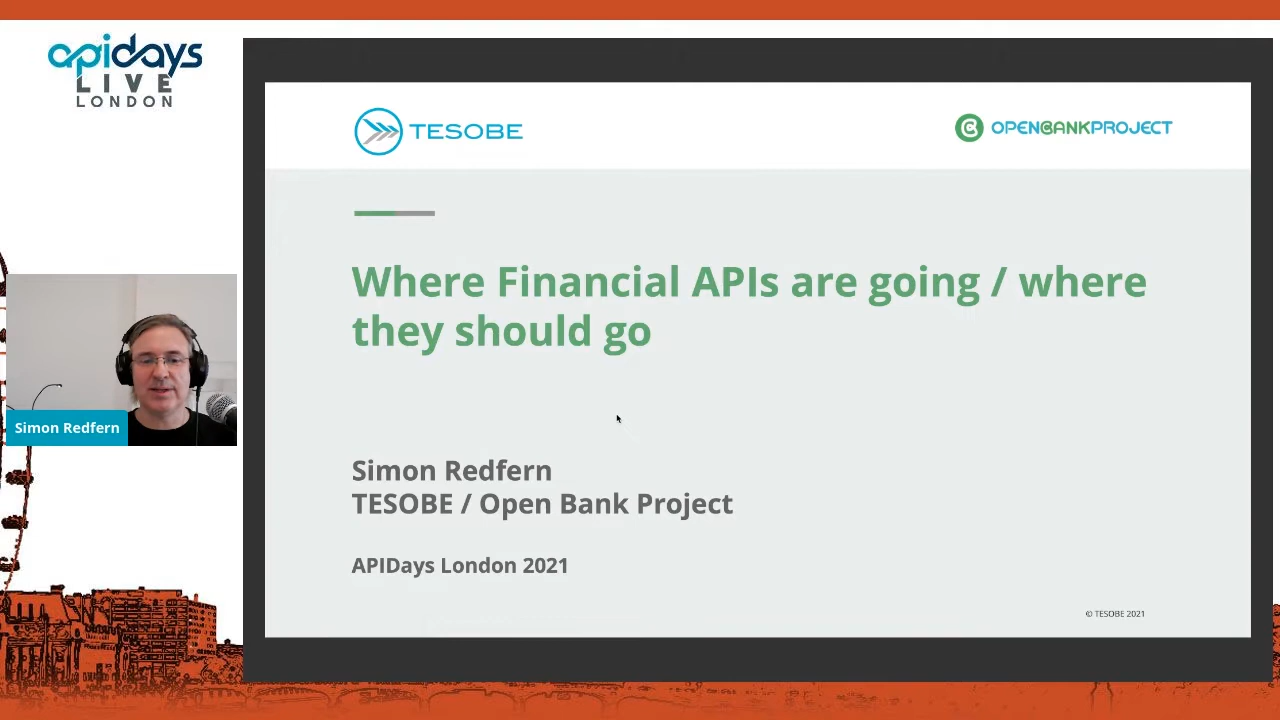 apidays
LIVE
LONDON
TESOBE
OPENBANKPROJECT
Where Financial APIs are going / where
they should go
Simon Redfern
Simon Redfern
TESOBE / Open Bank Project
APIDays London 2021
© TESOBE 2021